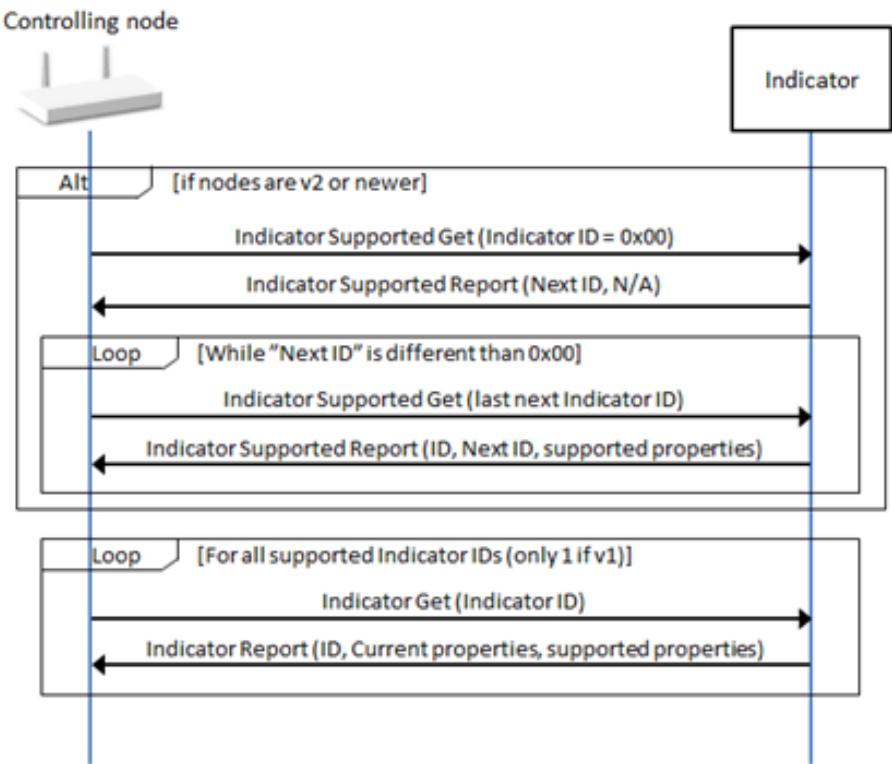 Controlling node
Indicator
Alt
[if nodes are v2 or newer]
Indicator Supported Get (Indicator ID = 0x00)
Indicator Supported Report (Next ID, N/A)
Loop
[While ”Next ID” is different than 0x00]
Indicator Supported Get (last next Indicator ID)
Indicator Supported Report (ID, Next ID, supported properties)
Loop
[For all supported Indicator IDs (only 1 if v1)]
Indicator Get (Indicator ID)
Indicator Report (ID, Current properties, supported properties)